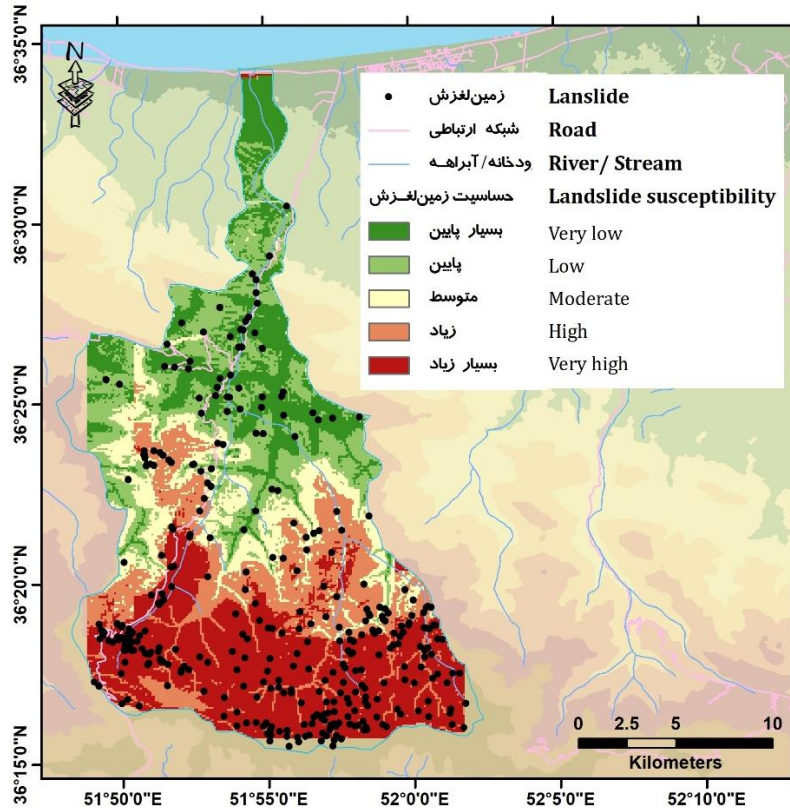 36°35'0"N
N
زمین‌لغزش Lanslide
شبکه ارتباطی Road
ودخانه/آبراهــه River/ Stream
حساسیت زمین‌لغـزش Landslide susceptibility
بسیار پایین Very low
پایین Low
متوسط Moderate
زیاد High
بسیار زیاد Very high
36°30'0"N
36°25'0"N
36°20'0"N
36°15'0"N
0 2.5 5 10
Kilometers
51°50'0"E 51°55'0"E 52°0'0"E 52°5'0"E 52°10'0"E